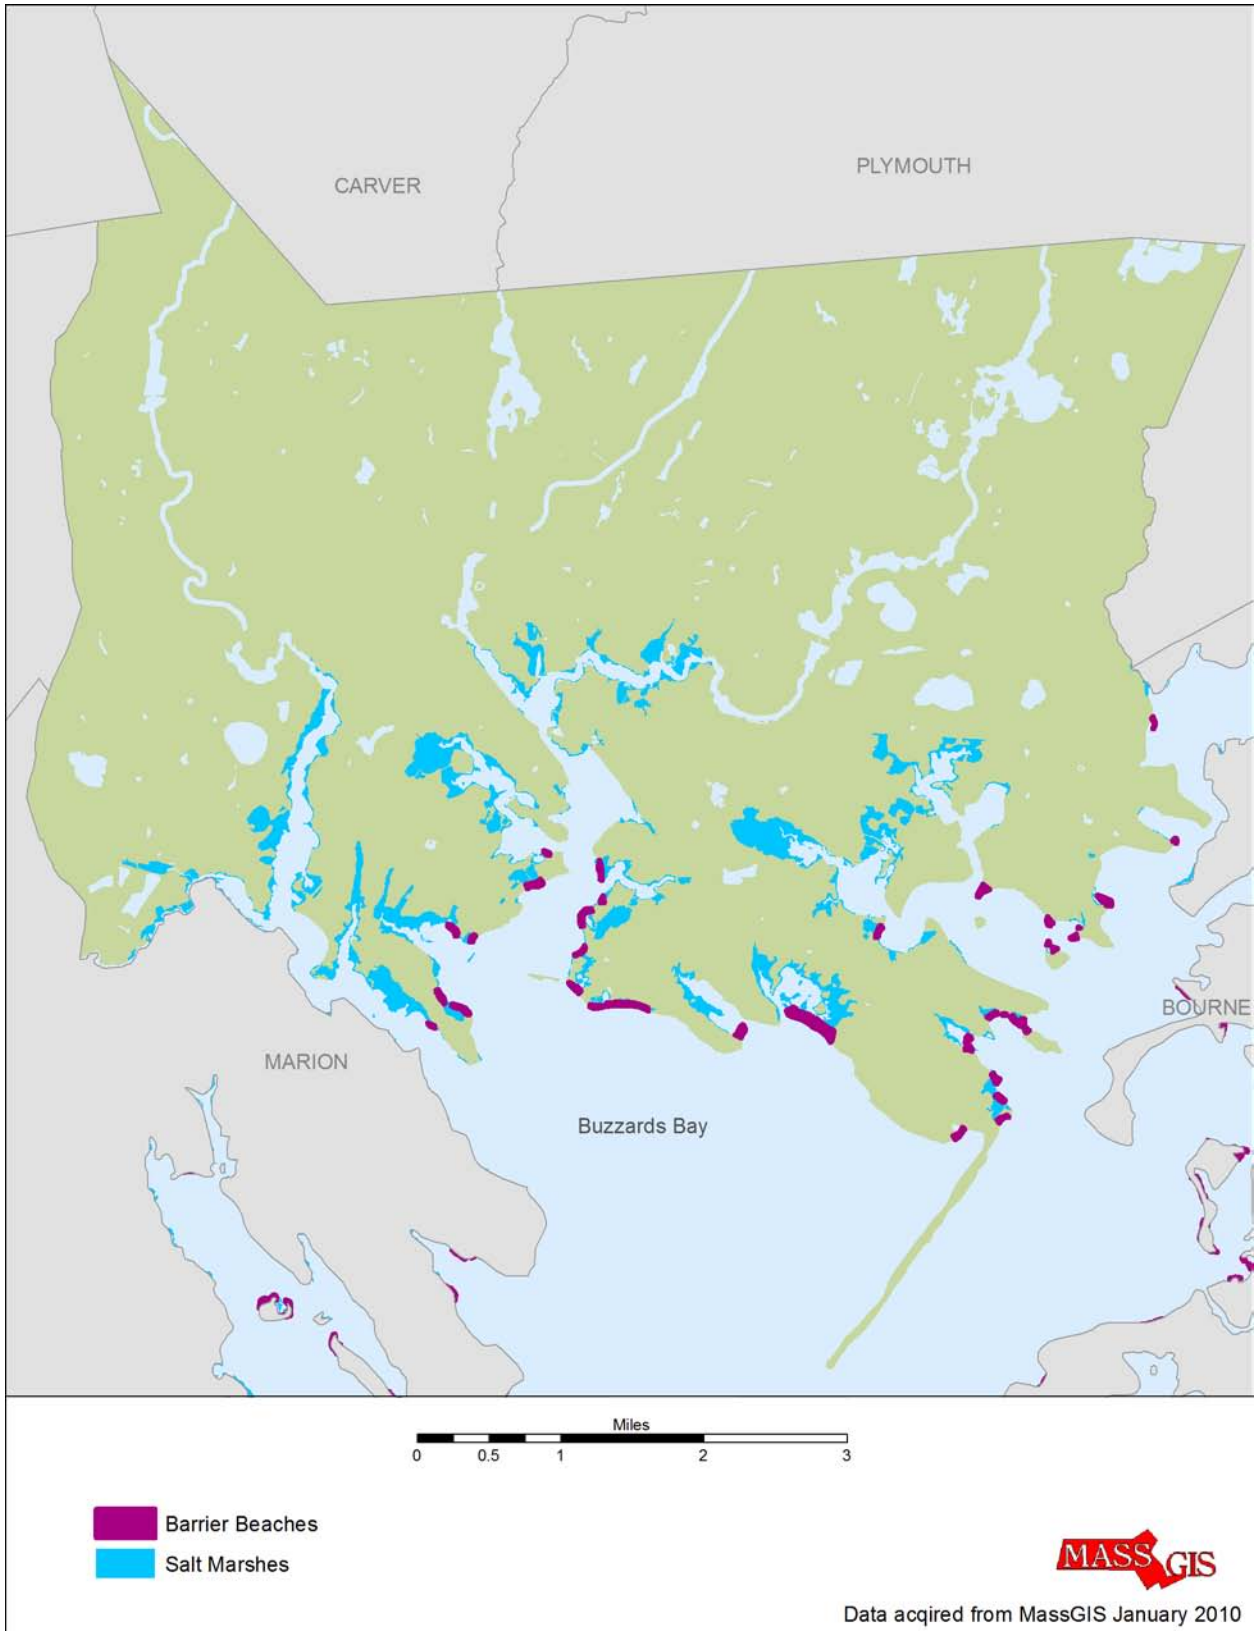 PLYMOUTH
CARVER
BOURNE
MARION
Buzzards Bay
Miles
0 0.5 1 2 3
Barrier Beaches
Salt Marshes
MASS GIS
Data acqired from MassGIS January 2010